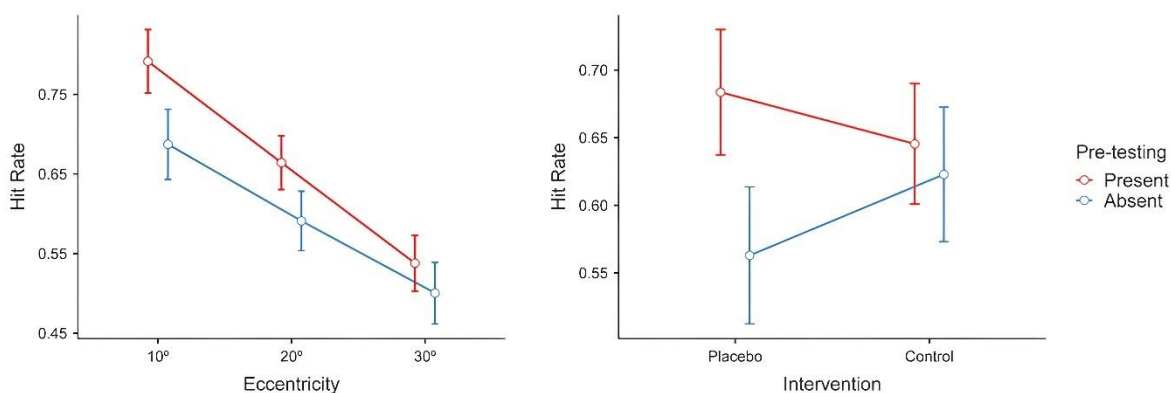 Hit Rate
0.75
0.65
0.55
0.45
10º
20º
30º
Eccentricity
Hit Rate
0.70
0.65
0.60
0.55
Placebo
Control
Intervention
Pre-testing
Present
Absent